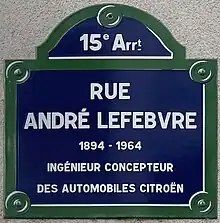 15e Arrt
RUE
ANDRÉ LEFEBVRE
1894 - 1964
INGÉNIEUR CONCEPTEUR
DES AUTOMOBILES CITROËN